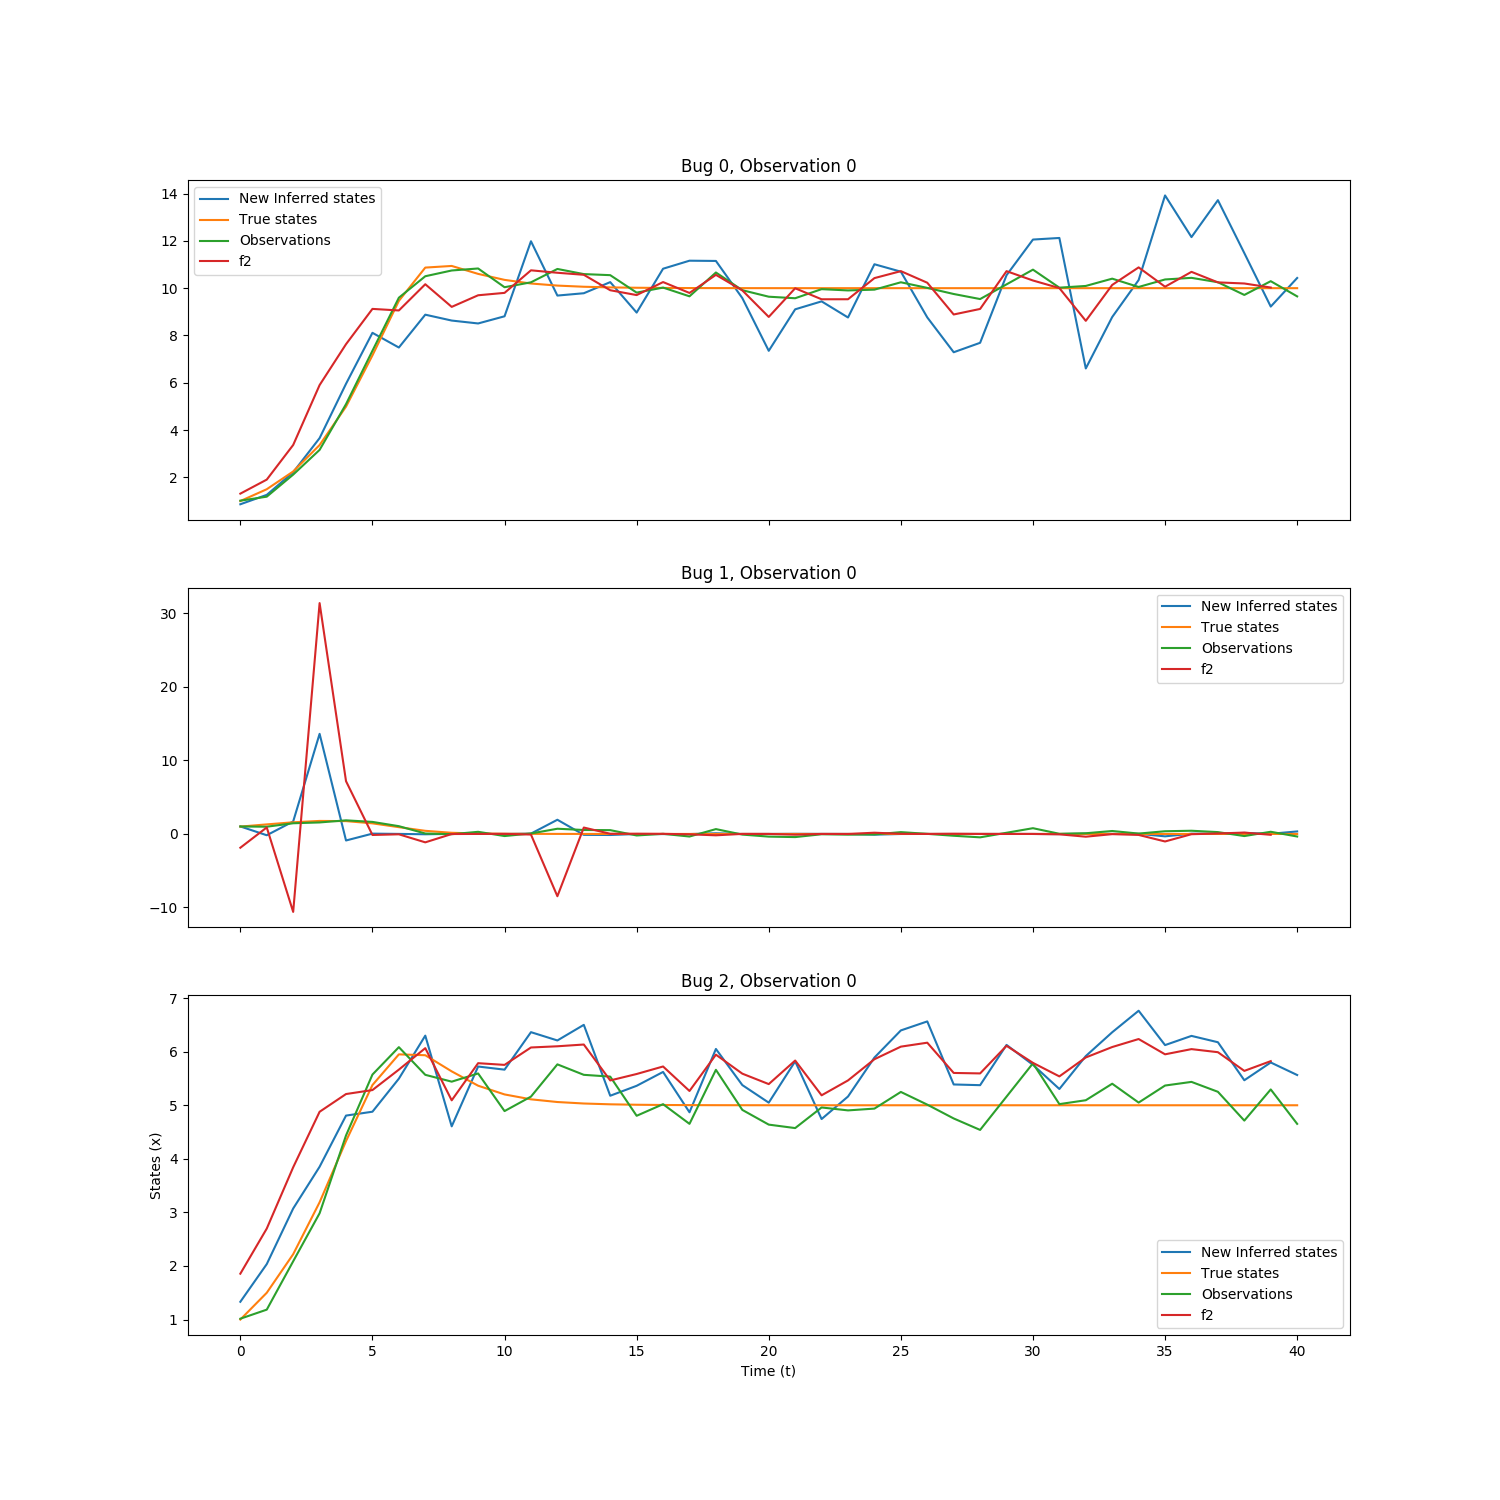 Bug 0, Observation 0
14
12
10
8
6
4
2
New Inferred states
True states
Observations
f2
Bug 1, Observation 0
30
20
10
0
−10
New Inferred states
True states
Observations
f2
Bug 2, Observation 0
7
6
5
4
3
2
1
States (x)
New Inferred states
True states
Observations
f2
0 5 10 15 20 25 30 35 40
Time (t)